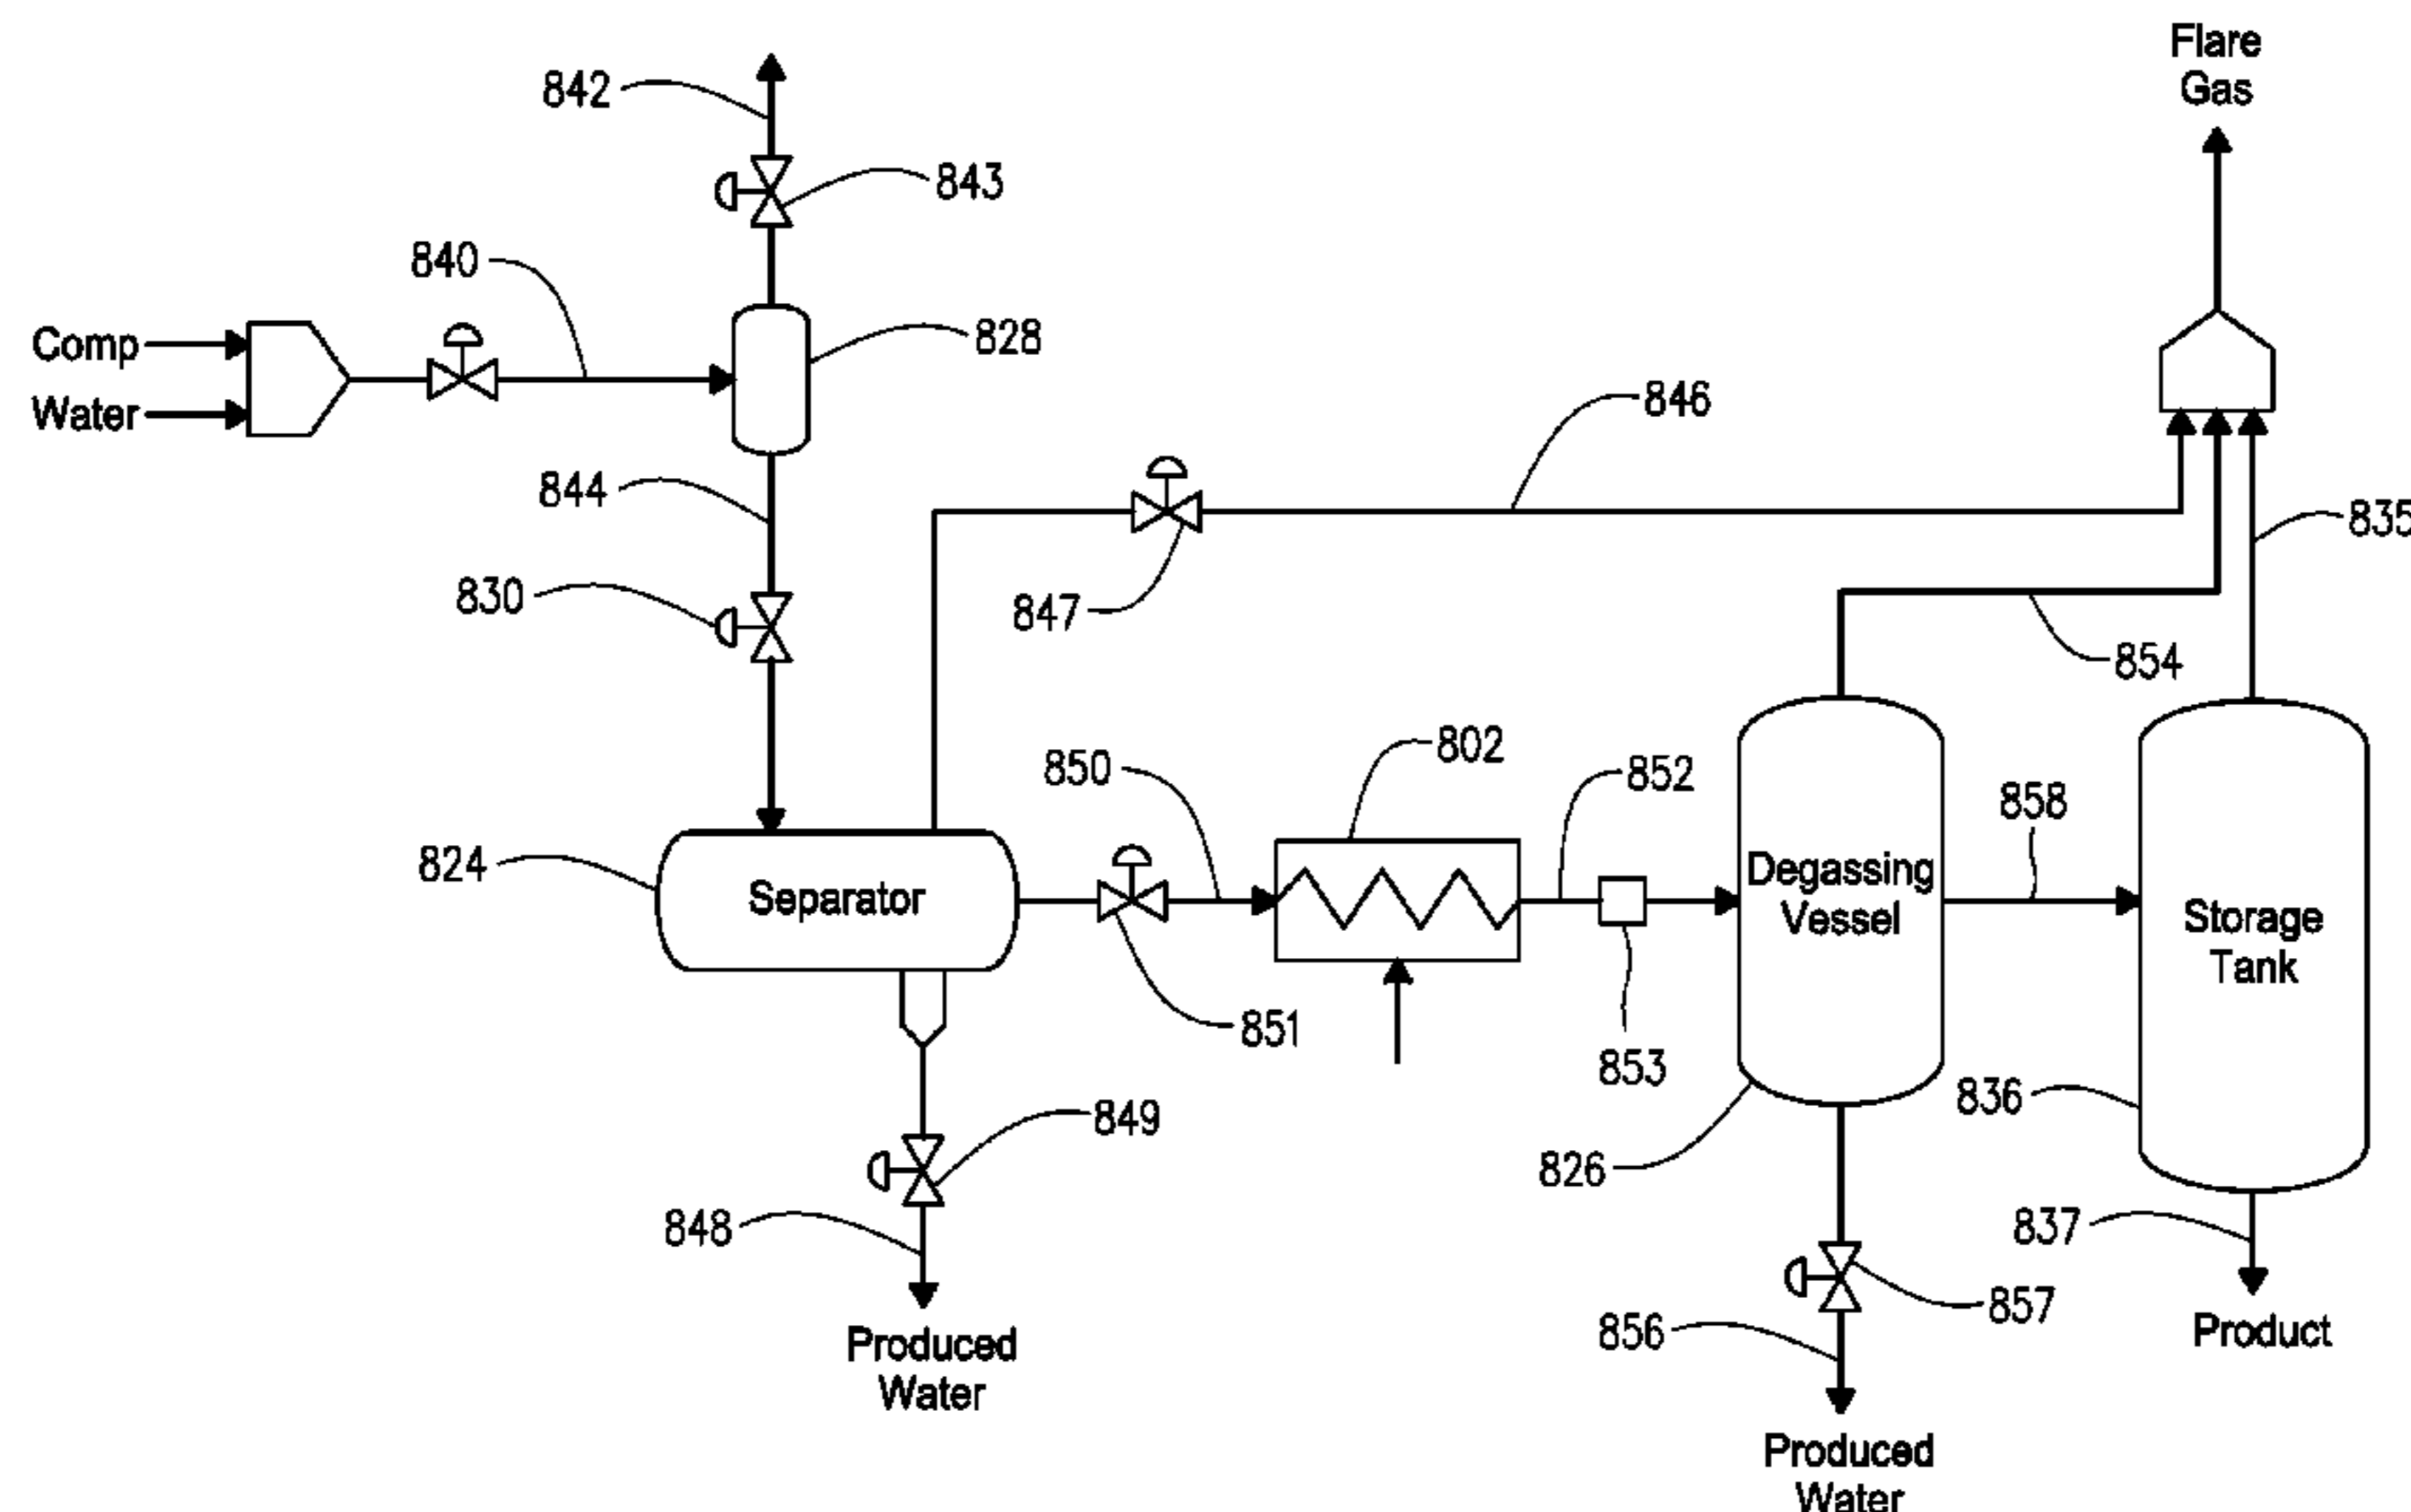 Flare
Gas
842
843
840
Comp
828
Water
846
844
835
830
847
854
802
850
852
858
824
Separator
Degassing
Vessel
Storage
Tank
851
853
836
849
826
848
837
857
856
Produced
Water
Product
Produced
Water